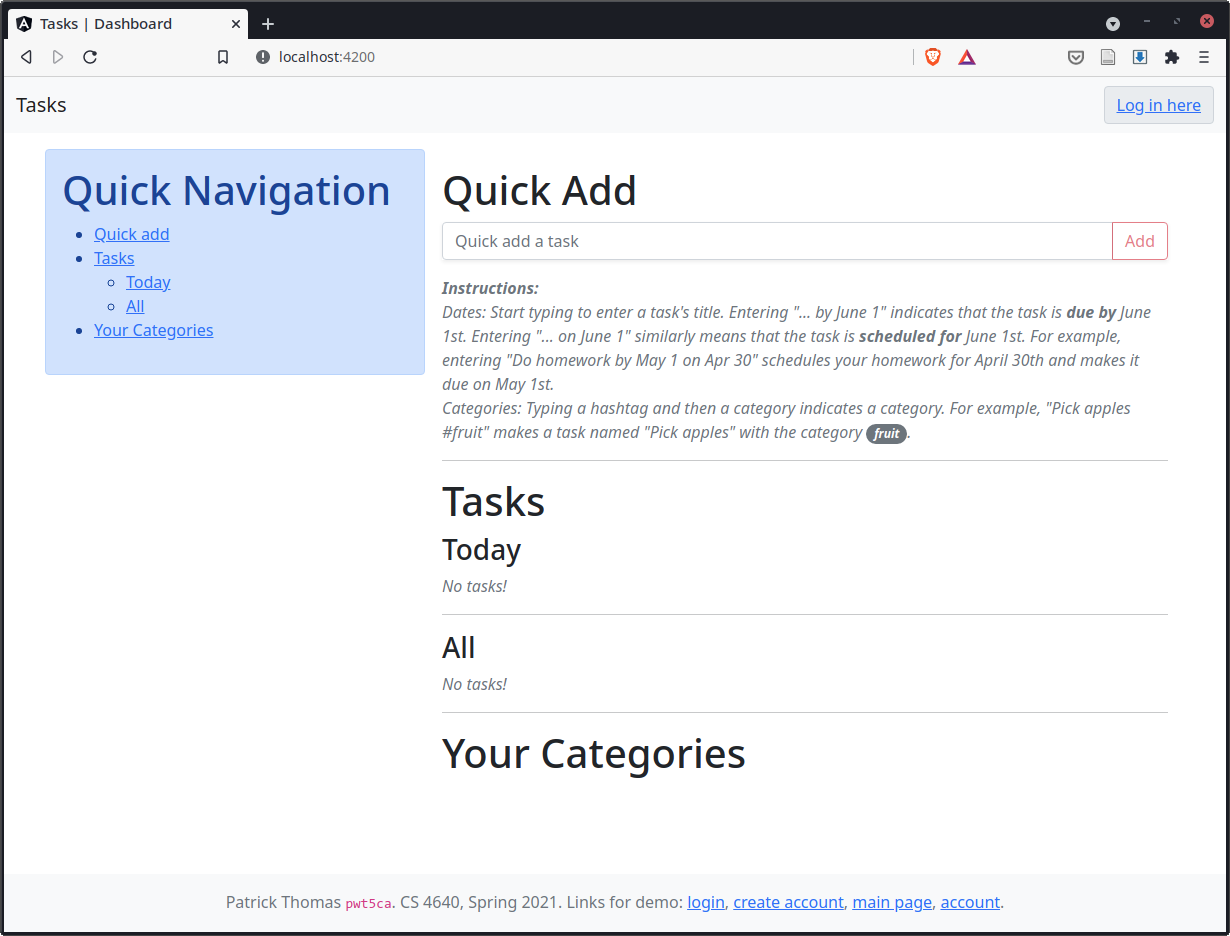 Tasks | Dashboard
localhost:4200
Tasks
Log in here
Quick Navigation
Quick add
Tasks
Today
All
Your Categories
Quick Add
Quick add a task
Add
Instructions:
Dates: Start typing to enter a task's title. Entering "... by June 1" indicates that the task is due by June
1st. Entering "... on June 1" similarly means that the task is scheduled for June 1st. For example,
entering "Do homework by May 1 on Apr 30" schedules your homework for April 30th and makes it
due on May 1st.
Categories: Typing a hashtag and then a category indicates a category. For example, "Pick apples
#fruit" makes a task named "Pick apples" with the category fruit.
Tasks
Today
No tasks!
All
No tasks!
Your Categories
Patrick Thomas pwt5ca. CS 4640, Spring 2021. Links for demo: login, create account, main page, account.